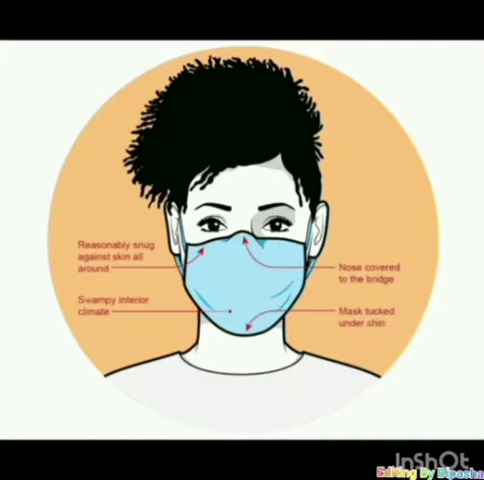 Reasonably snug
against skin all
around
Nose covered
to the bridge
Swampy interior
climate
Mask tucked
under chin
InShOt
Editing By Bipasha